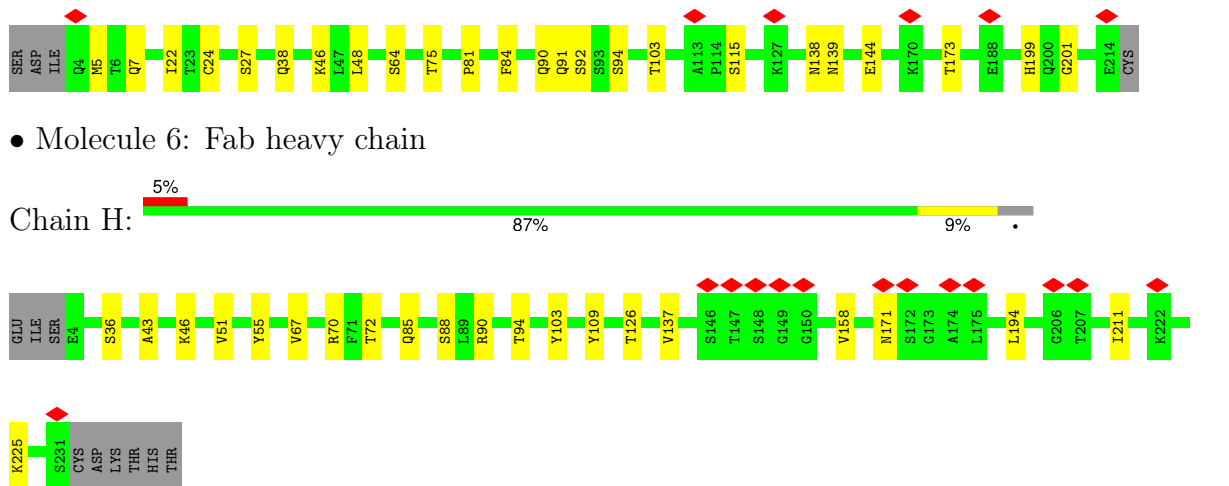 SER ASP ILE Q4 M5 T6 Q7 I22 T23 C24 S27 Q38 K46 L47 L48 S64 T75 P81 F84 Q90 Q91 S92 S93 S94 T103 A113 P114 S115 K127 N138 N139 E144 K170 T173 E188 H199 Q200 G201 E214 CYS
• Molecule 6: Fab heavy chain
5%
Chain H:
87% 9% •
GLU ILE SER E4 S36 A43 K46 V51 Y55 V67 R70 F71 T72 Q85 S88 L89 R90 T94 Y103 Y109 T126 V137 S146 T147 S148 G149 G150 V158 N171 S172 G173 A174 L175 L194 G206 T207 I211 K222
K225 S231 CYS ASP LYS THR HIS THR